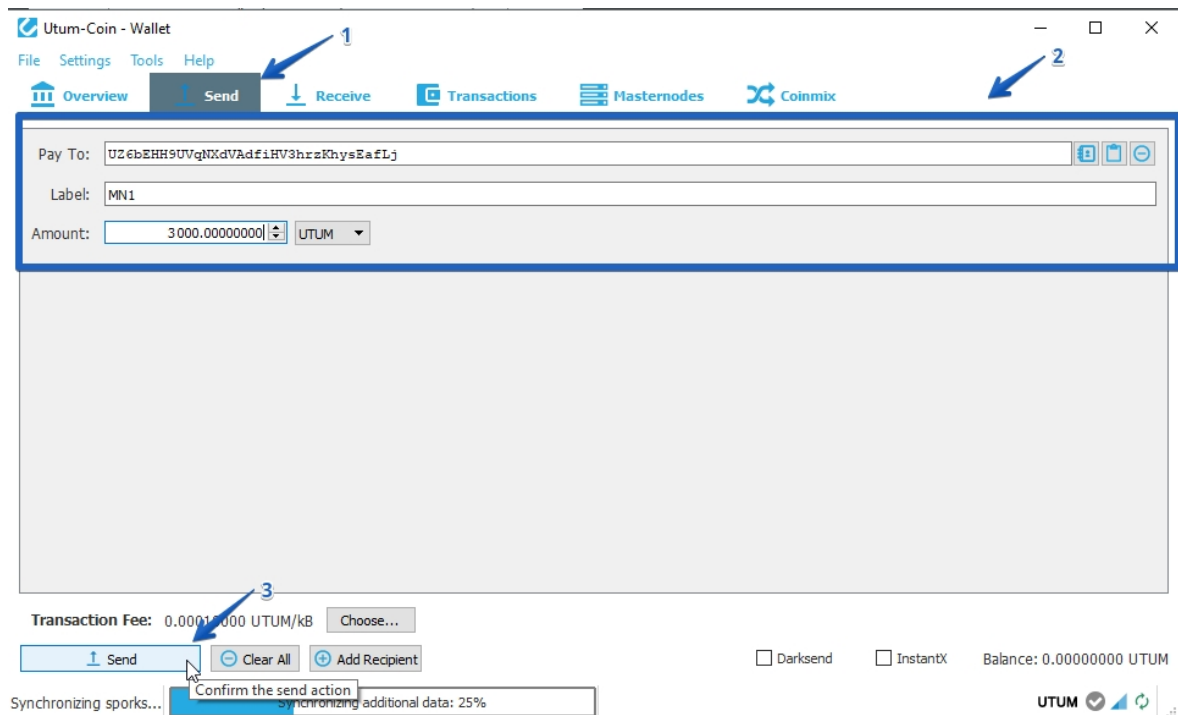 Utum-Coin - Wallet
1
File Settings Tools Help
2
Overview Send Receive Transactions Masternodes Coinmix
Pay To: UZ6bEHH9UVqNXdVAdfiHV3hrzKhysEafLj
Label: MN1
Amount: 3000.00000000 UTUM
3
Transaction Fee: 0.00010000 UTUM/kB Choose...
Send Clear All Add Recipient Darksend InstantX Balance: 0.00000000 UTUM
Confirm the send action
Synchronizing sporks... Synchronizing additional data: 25% UTUM